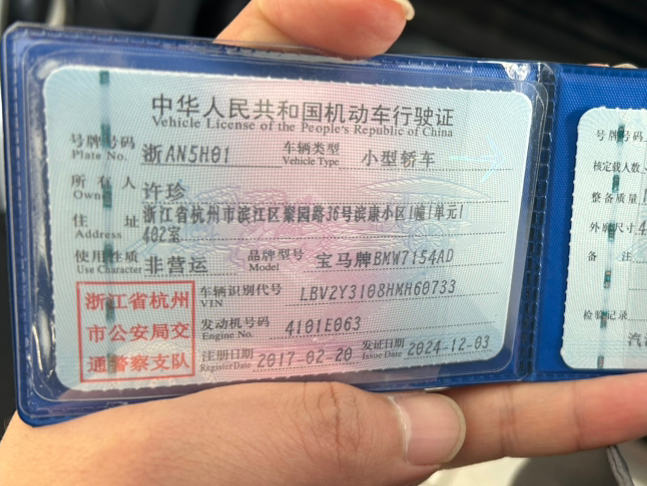 中华人民共和国机动车行驶证
Vehicle License of the People's Republic of China
号牌号码 浙AN5H01 车辆类型 小型轿车
Plate No. Vehicle Type
所有人 许珍
Owner
住址 浙江省杭州市滨江区梨园路36号滨康小区1幢1单元1
Address 402室
使用性质 非营运 品牌型号 宝马牌BMW7154AD
Use Character Model
浙江省杭州
市公安局交
通警察支队
车辆识别代号 LBV2Y3108HMH60733
VIN
发动机号码 4101E063
Engine No.
注册日期 2017-02-20 发证日期 2024-12-03
Register Date Issue Date
号牌号码
核定载人数
整备质量
外廓尺寸
备注
检验记录